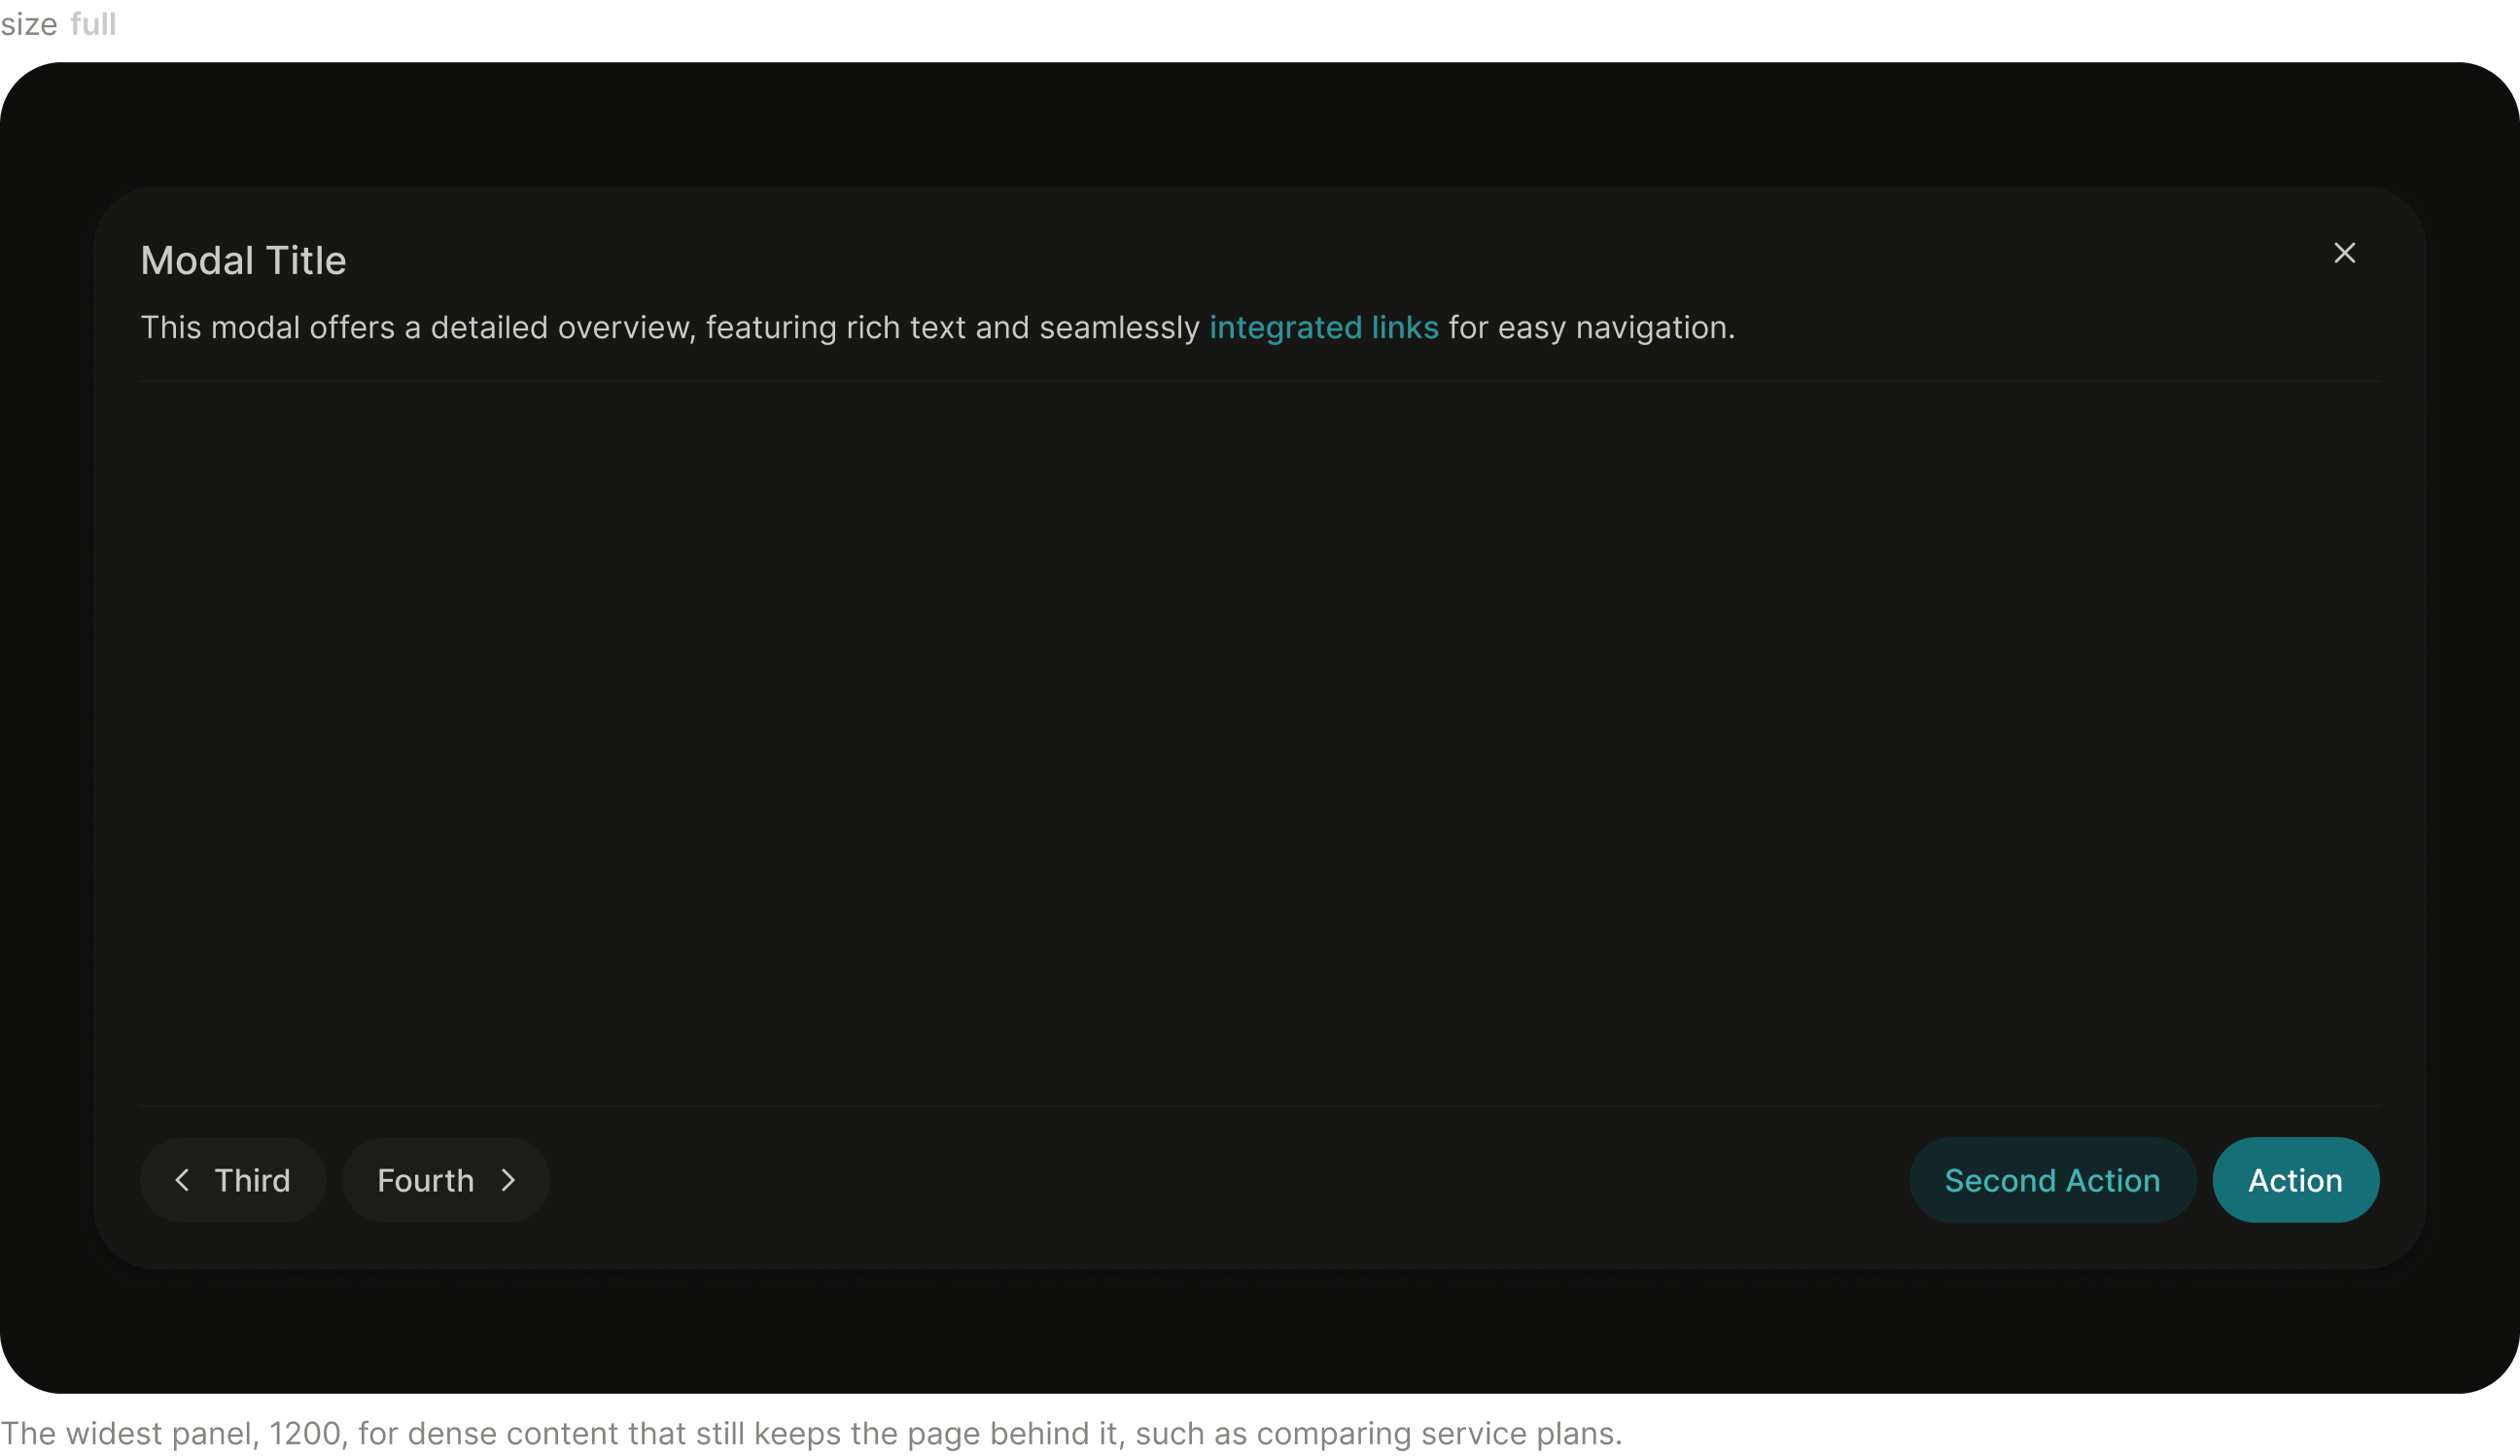 size full
Modal Title
This modal offers a detailed overview, featuring rich text and seamlessly integrated links for easy navigation.
Third
Fourth
Second Action
Action
The widest panel, 1200, for dense content that still keeps the page behind it, such as comparing service plans.